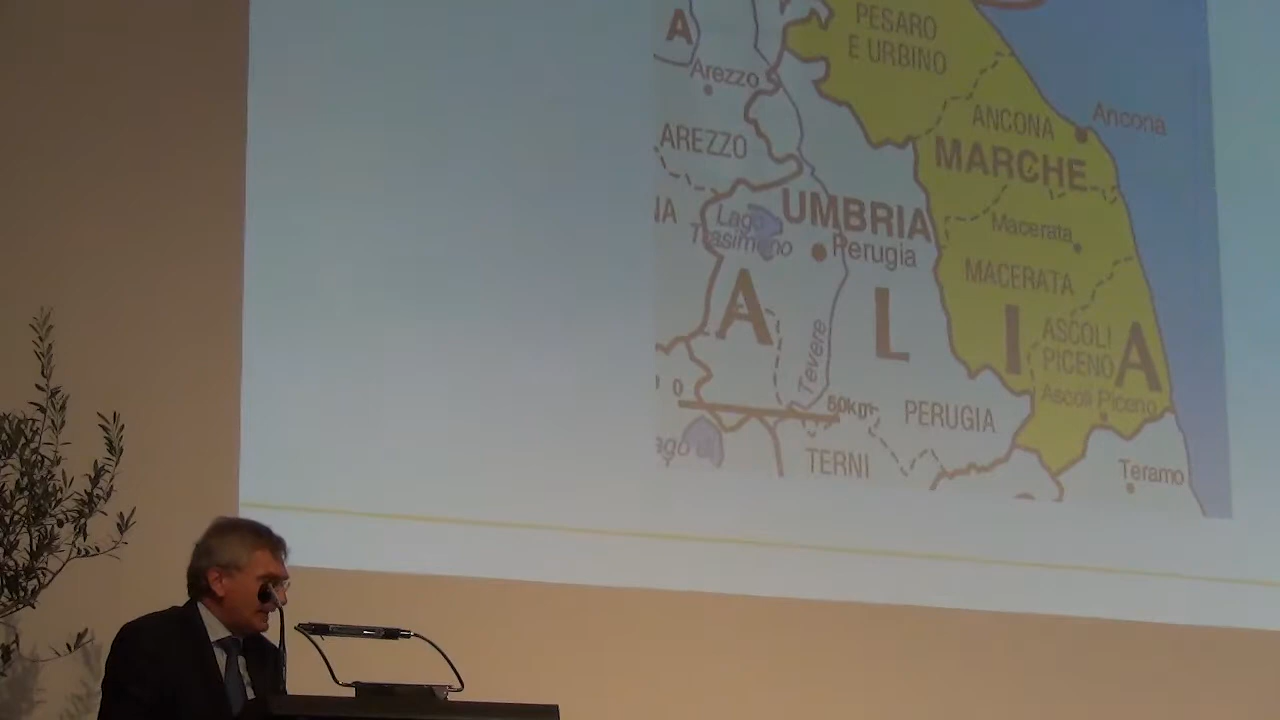 PESARO
E URBINO
A
Arezzo
ANCONA
Ancona
AREZZO
MARCHE
UMBRIA
Lago
Trasimeno
Perugia
Macerata
MACERATA
A L I A
ASCOLI
PICENO
Ascoli Piceno
Tevere
0
50km
PERUGIA
TERNI
Teramo